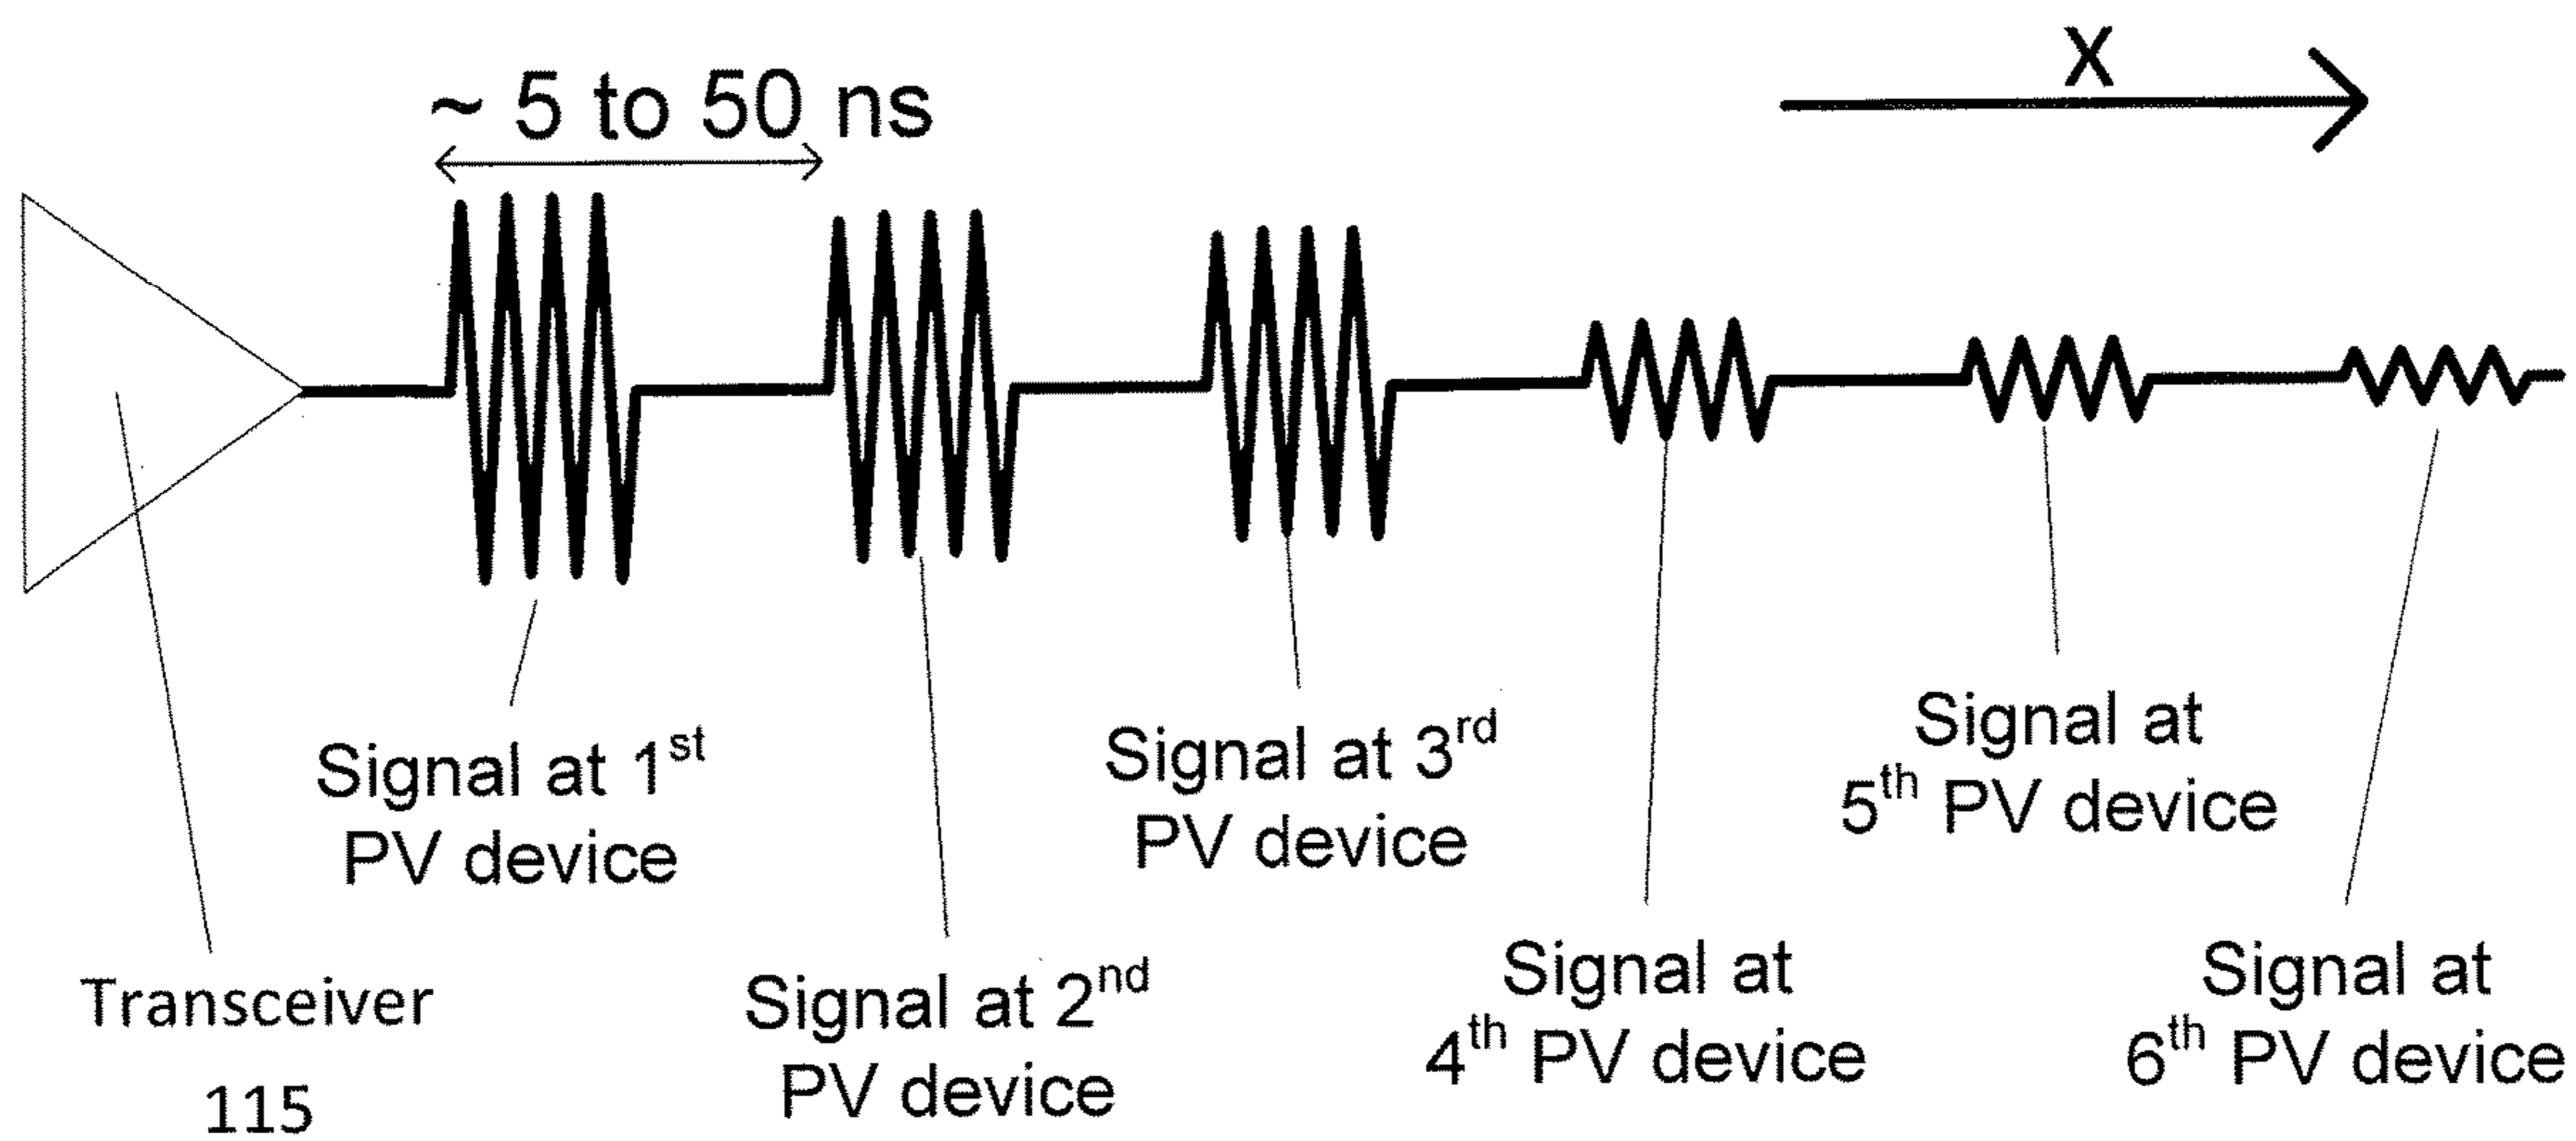 ~ 5 to 50 ns
X
Signal at 1st
PV device
Signal at 2nd
PV device
Signal at 3rd
PV device
Signal at
4th PV device
Signal at
5th PV device
Signal at
6th PV device
Transceiver
115